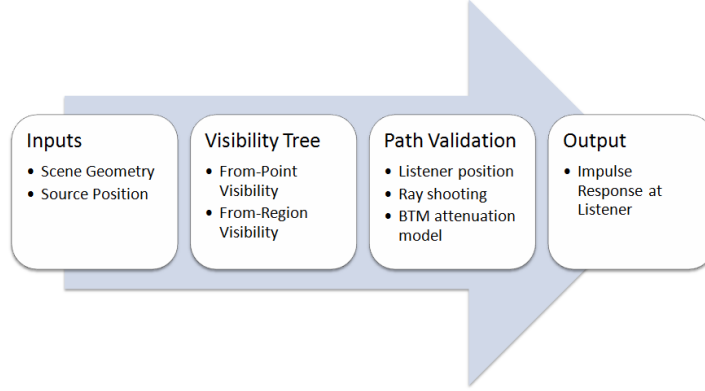 Inputs
• Scene Geometry
• Source Position
Visibility Tree
• From-Point
Visibility
• From-Region
Visibility
Path Validation
• Listener position
• Ray shooting
• BTM attenuation
model
Output
• Impulse
Response at
Listener